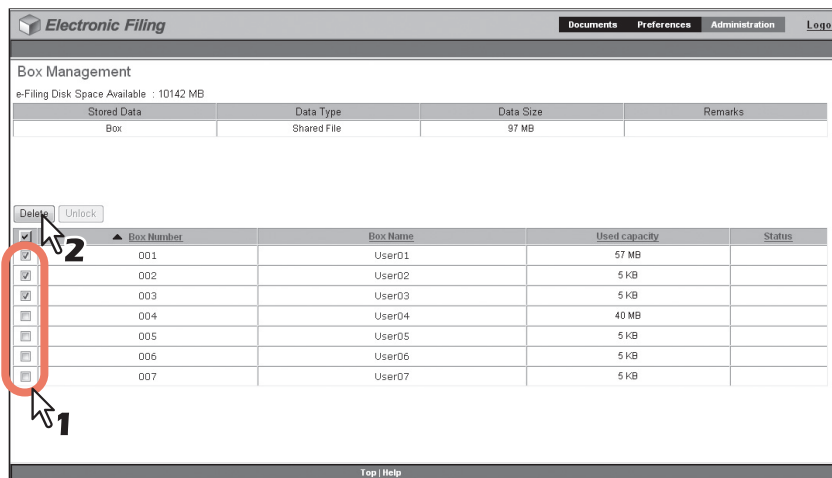 Electronic Filing Documents Preferences Administration Logo
Box Management
e-Filing Disk Space Available : 10142 MB
Stored Data Data Type Data Size Remarks
Box Shared File 97 MB
Delete Unlock
2
Box Number Box Name Used capacity Status
001 User01 57 MB
002 User02 5 KB
003 User03 5 KB
004 User04 40 MB
005 User05 5 KB
006 User06 5 KB
007 User07 5 KB
1
Top | Help